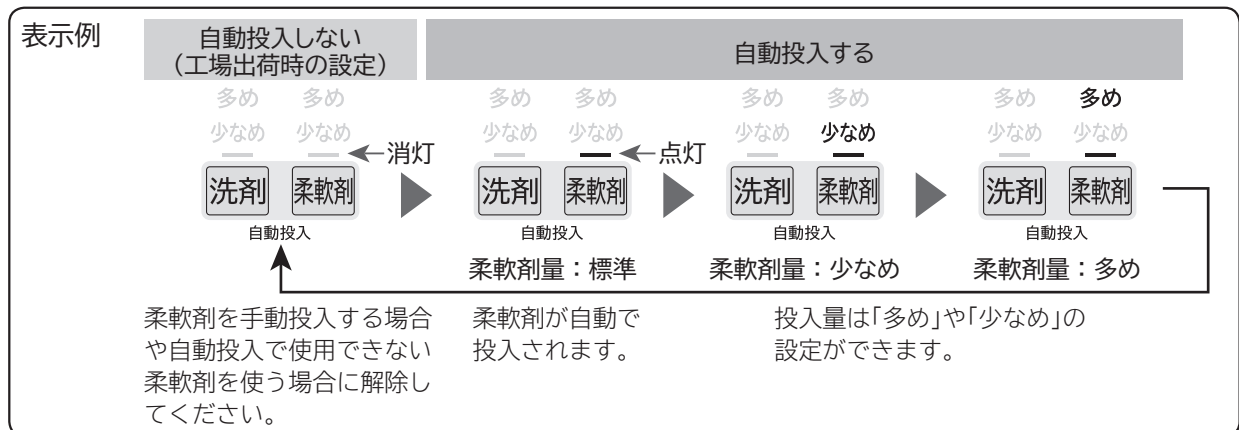 表示例
自動投入しない
（工場出荷時の設定）
自動投入する
多め 多め
少なめ 少なめ
消灯
洗剤 柔軟剤
自動投入
多め 多め
少なめ 少なめ
点灯
洗剤 柔軟剤
自動投入
柔軟剤量：標準
多め 多め
少なめ 少なめ
洗剤 柔軟剤
自動投入
柔軟剤量：少なめ
多め 多め
少なめ 少なめ
洗剤 柔軟剤
自動投入
柔軟剤量：多め
柔軟剤を手動投入する場合
や自動投入で使用できない
柔軟剤を使う場合に解除し
てください。
柔軟剤が自動で
投入されます。
投入量は「多め」や「少なめ」の
設定ができます。